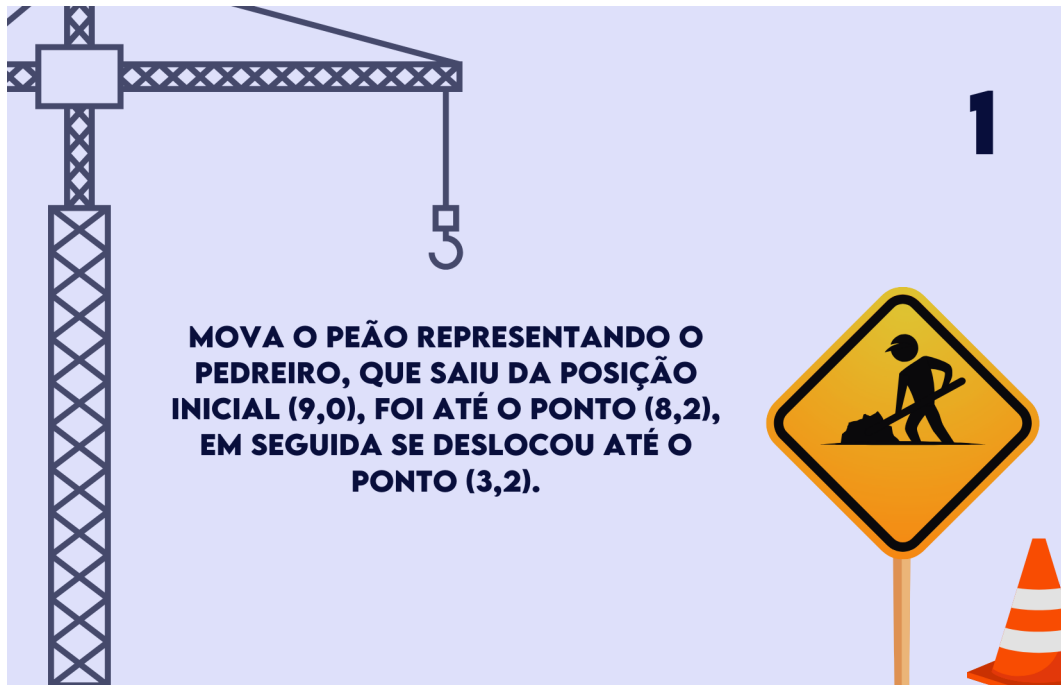 1
MOVA O PEÃO REPRESENTANDO O
PEDREIRO, QUE SAIU DA POSIÇÃO
INICIAL (9,0), FOI ATÉ O PONTO (8,2),
EM SEGUIDA SE DESLOCOU ATÉ O
PONTO (3,2).